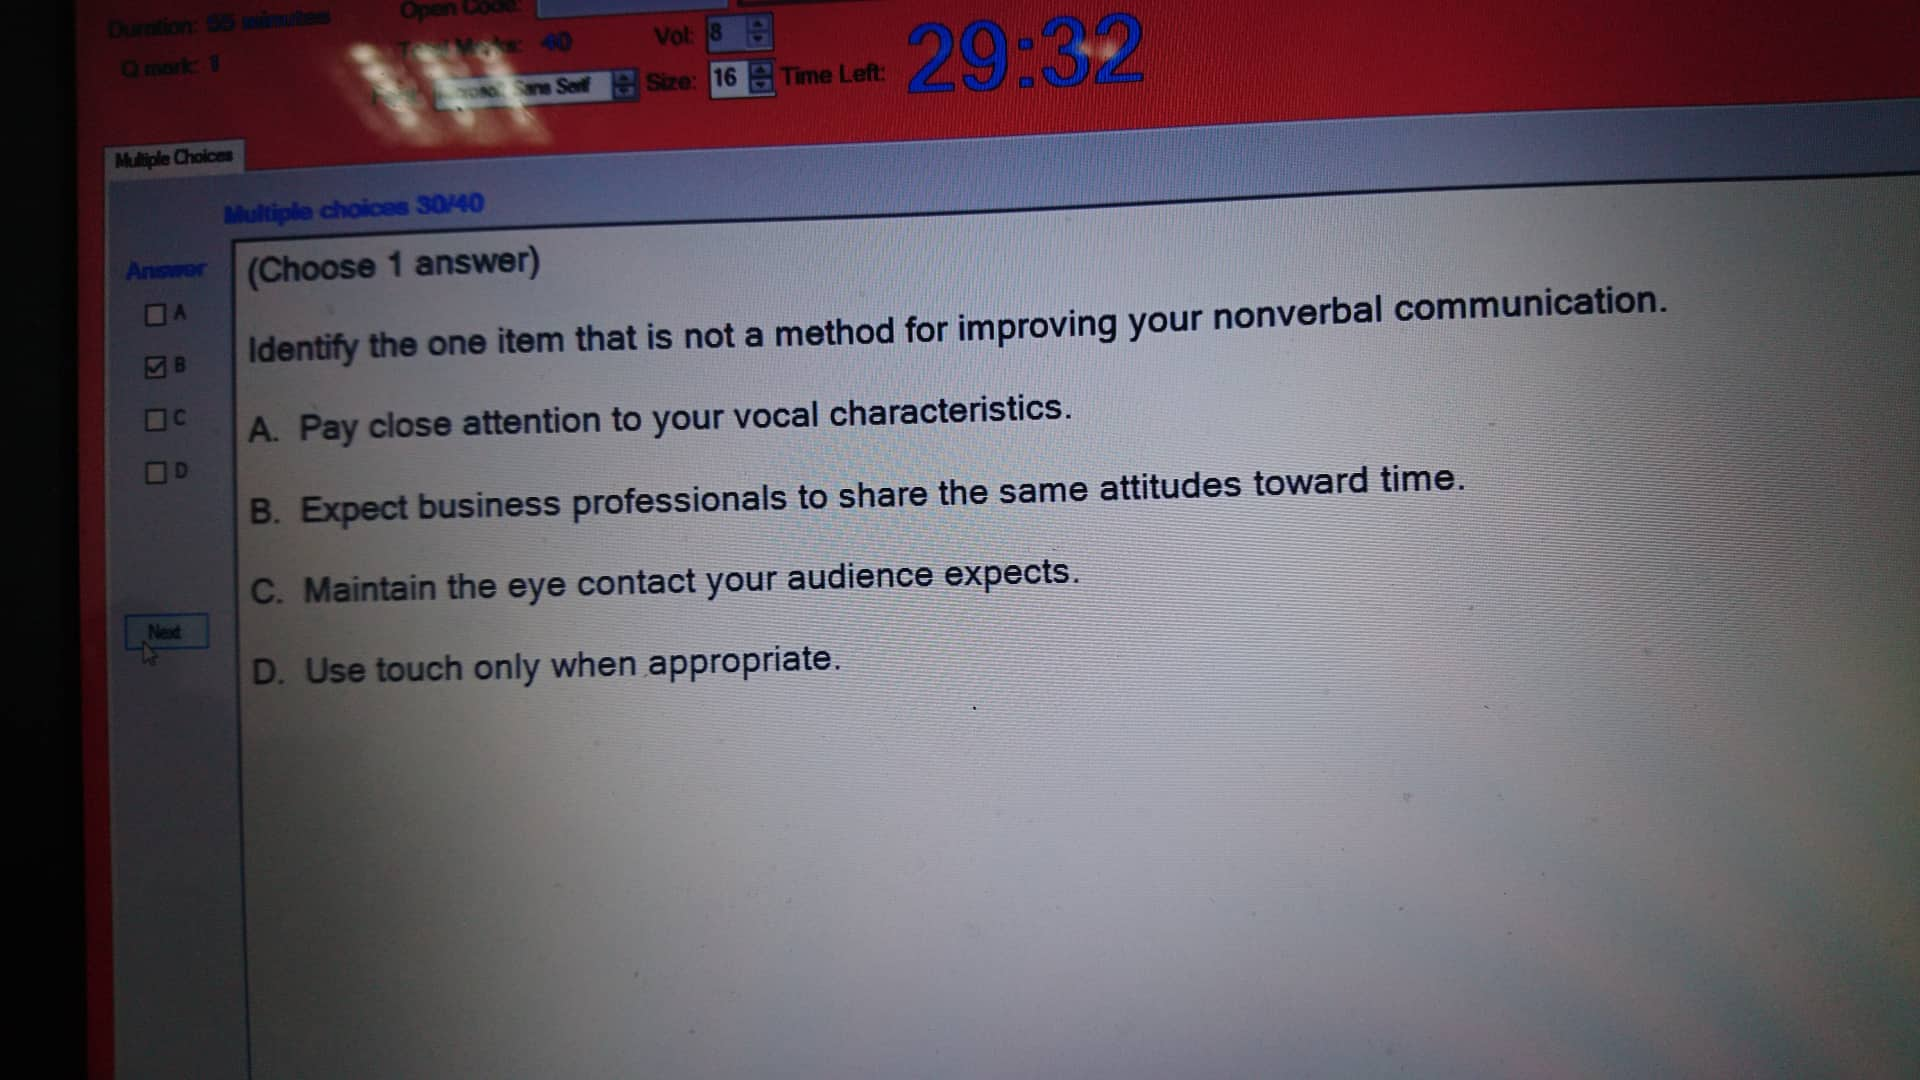 Duration: 55 minutes
Open Code:
Q mark: 1
Total Marks: 40
Vol: 8
Sans Serif
Size: 16
Time Left: 29:32
Multiple Choices
Multiple choices 30/40
Answer
A
B
C
D
Next
(Choose 1 answer)
Identify the one item that is not a method for improving your nonverbal communication.
A. Pay close attention to your vocal characteristics.
B. Expect business professionals to share the same attitudes toward time.
C. Maintain the eye contact your audience expects.
D. Use touch only when appropriate.